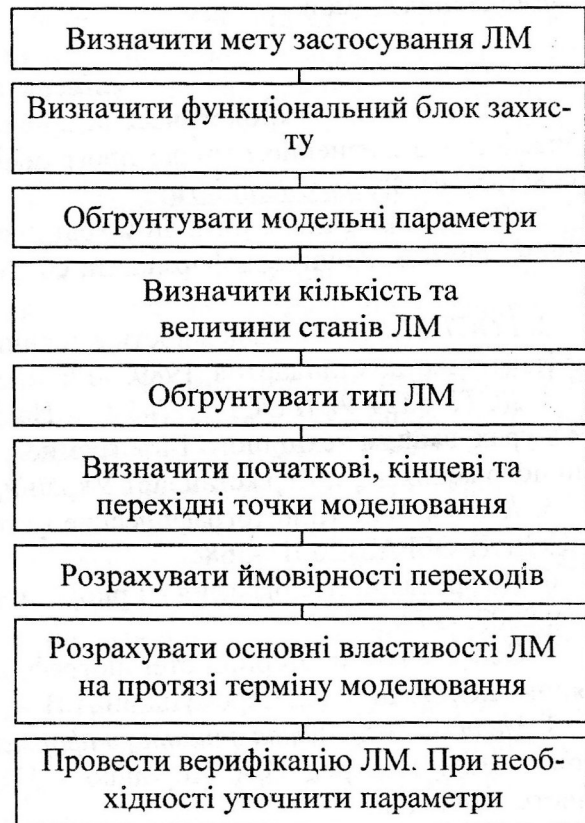 Визначити мету застосування ЛМ
Визначити функціональний блок захис-
ту
Обґрунтувати модельні параметри
Визначити кількість та
величини станів ЛМ
Обґрунтувати тип ЛМ
Визначити початкові, кінцеві та
перехідні точки моделювання
Розрахувати ймовірності переходів
Розрахувати основні властивості ЛМ
на протязі терміну моделювання
Провести верифікацію ЛМ. При необ-
хідності уточнити параметри